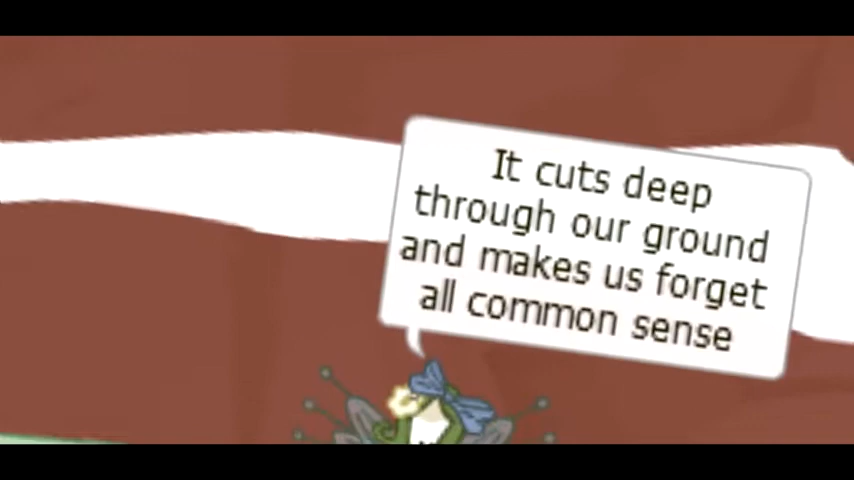 It cuts deep
through our ground
and makes us forget
all common sense